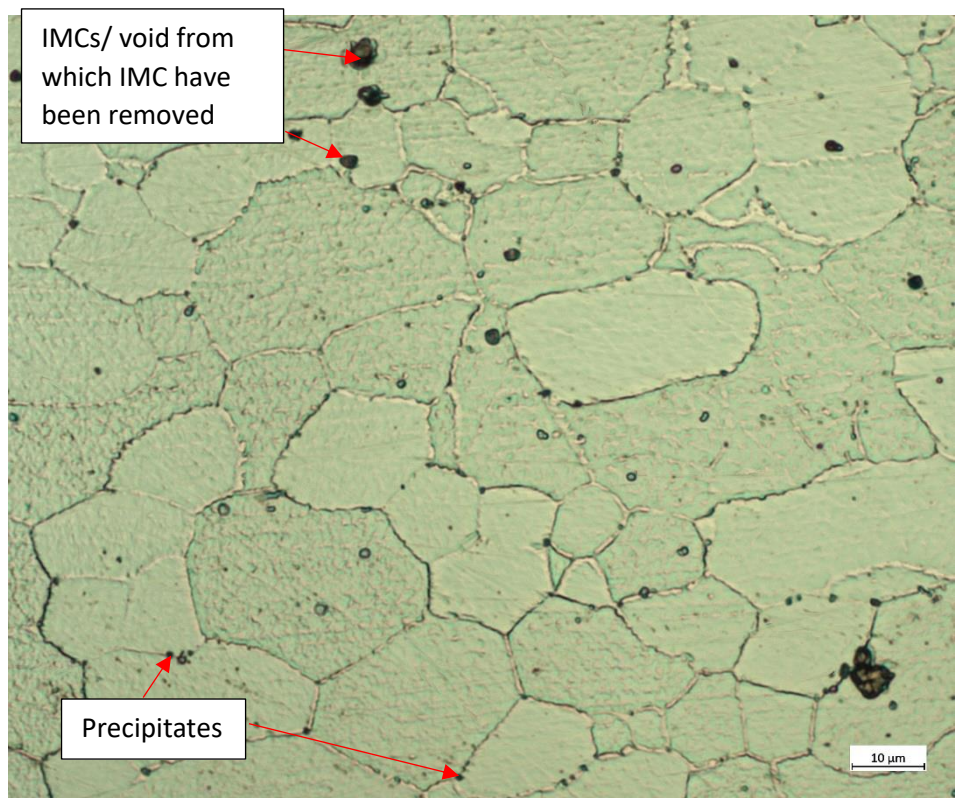 IMCs/ void from
which IMC have
been removed
Precipitates
10 µm